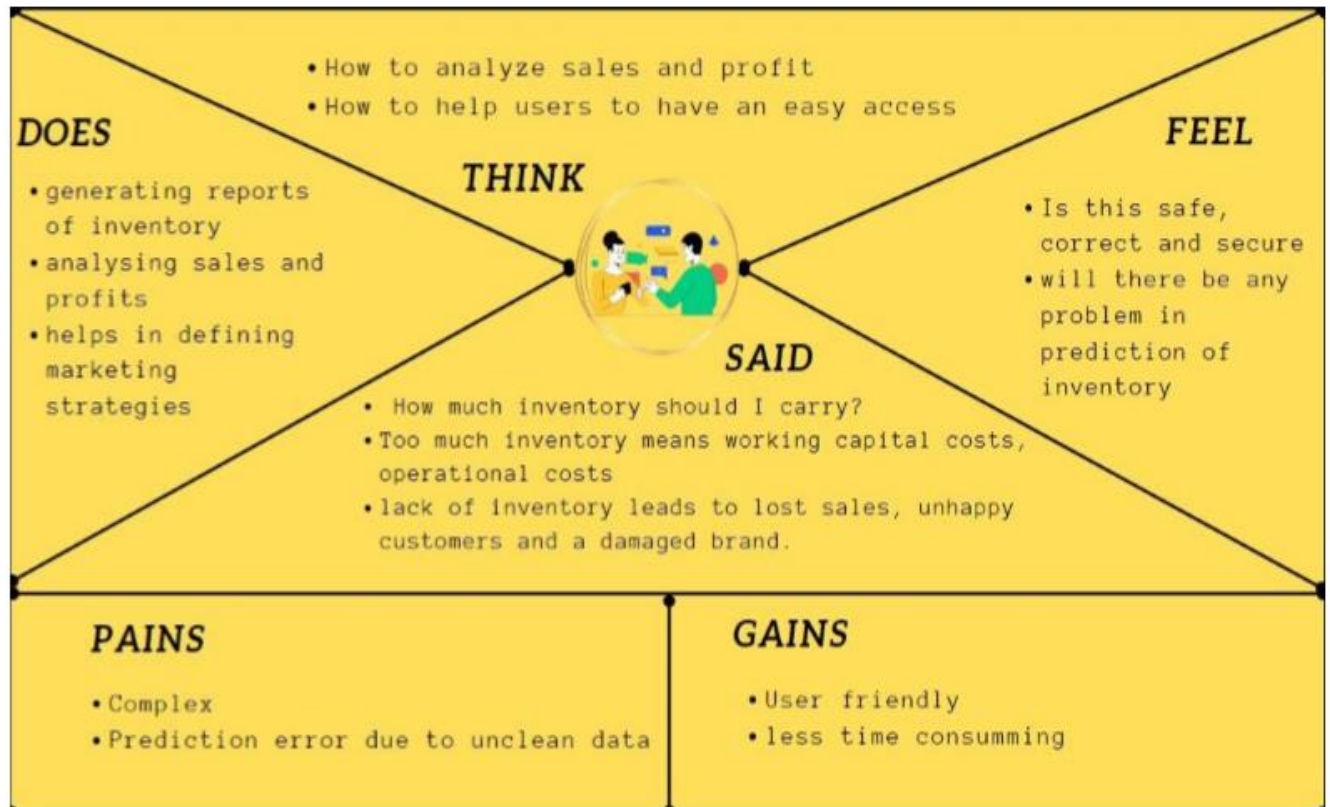 • How to analyze sales and profit
• How to help users to have an easy access
THINK
DOES
• generating reports
of inventory
• analysing sales and
profits
• helps in defining
marketing
strategies
FEEL
• Is this safe,
correct and secure
• will there be any
problem in
prediction of
inventory
SAID
• How much inventory should I carry?
• Too much inventory means working capital costs,
operational costs
• lack of inventory leads to lost sales, unhappy
customers and a damaged brand.
PAINS
• Complex
• Prediction error due to unclean data
GAINS
• User friendly
• less time consumming